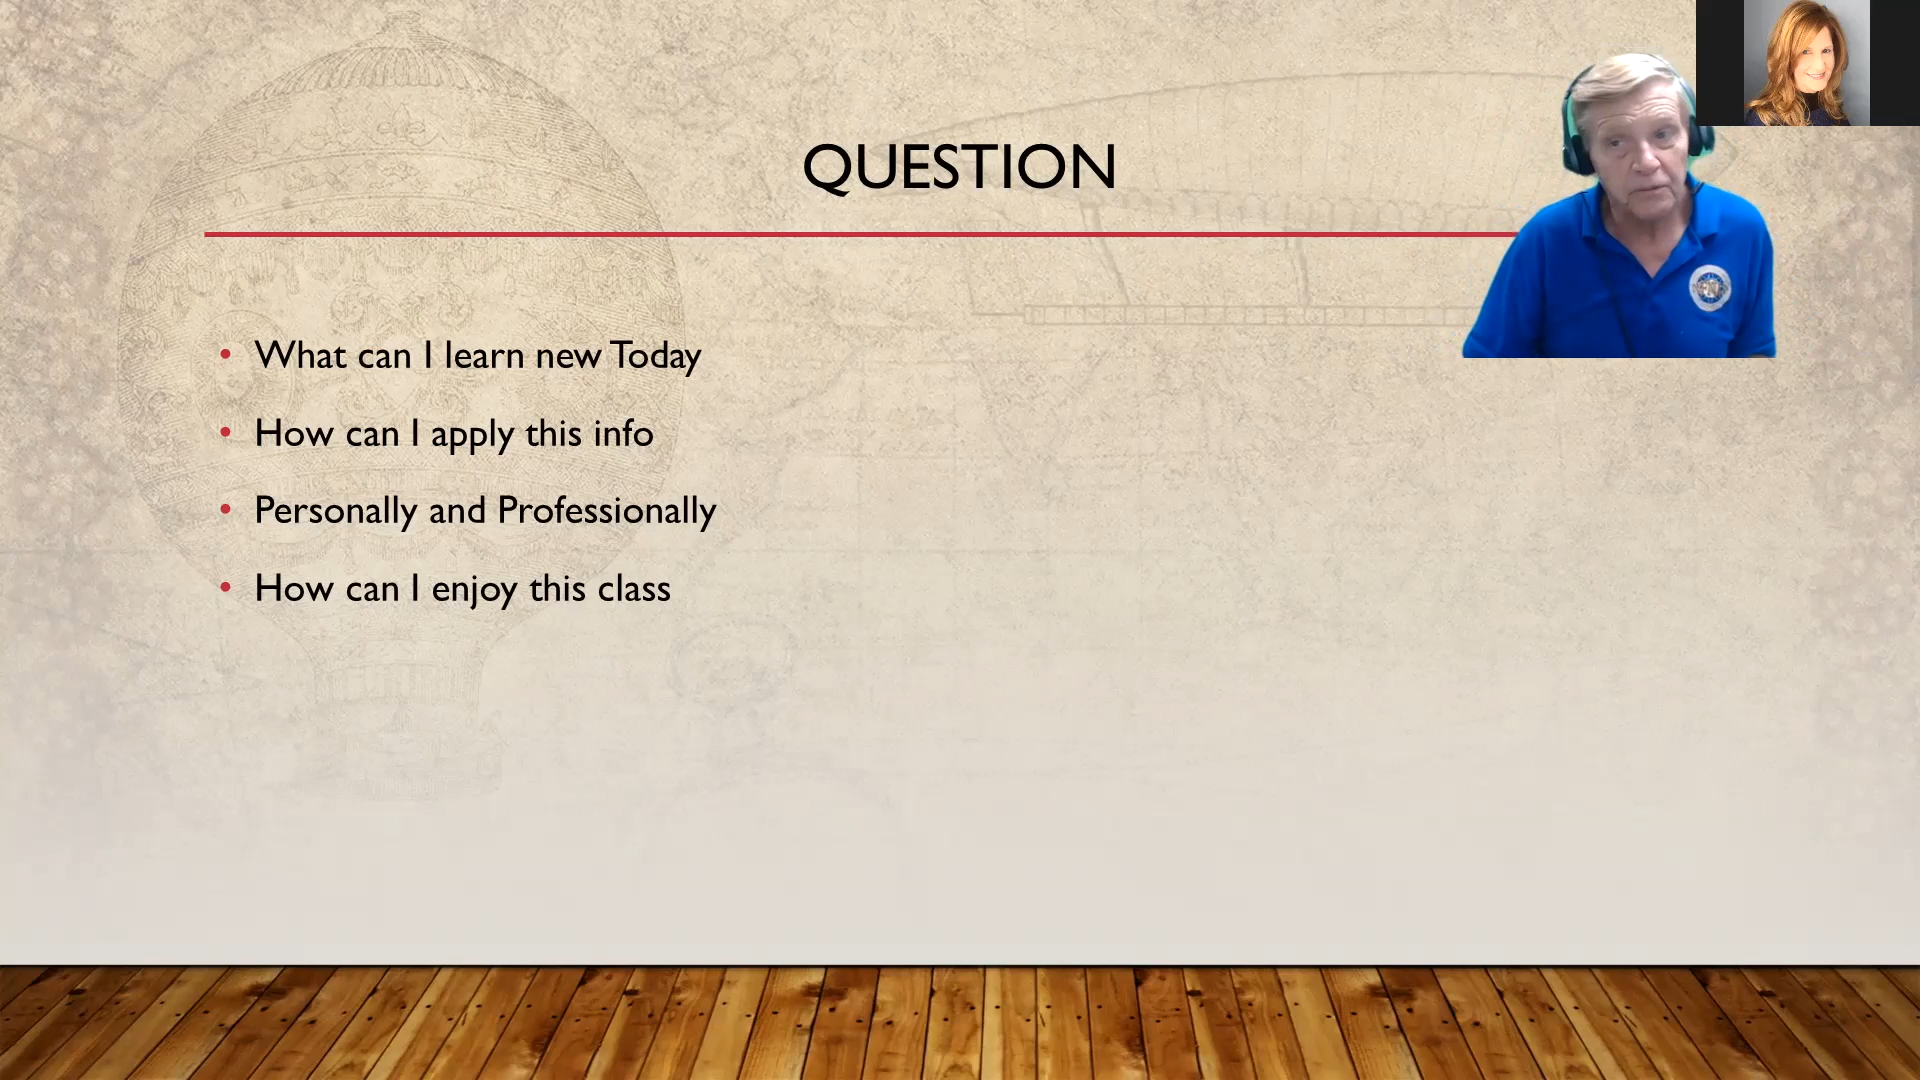 QUESTION
What can I learn new Today
How can I apply this info
Personally and Professionally
How can I enjoy this class